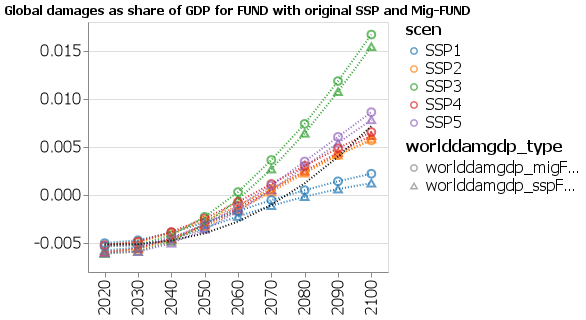 Global damages as share of GDP for FUND with original SSP and Mig-FUND
scen
SSP1
SSP2
SSP3
SSP4
SSP5
worlddamgdp_type
worlddamgdp_migF...
worlddamgdp_sspF...
0.015
0.010
0.005
0.000
-0.005
2020
2030
2040
2050
2060
2070
2080
2090
2100